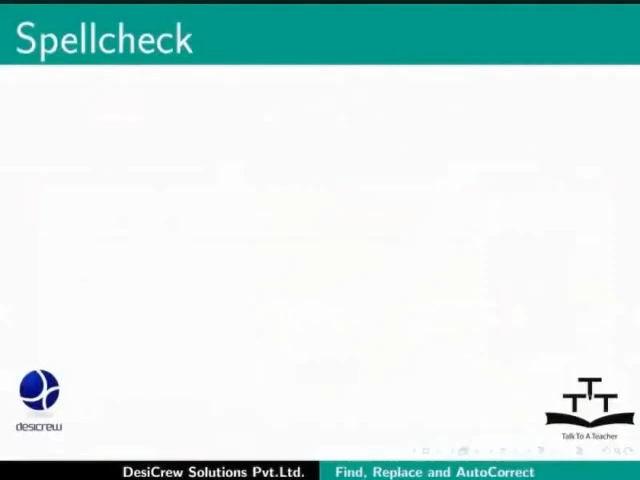 Spellcheck
desicrew
T
T T
Talk To A Teacher
DesiCrew Solutions Pvt.Ltd.
Find, Replace and AutoCorrect